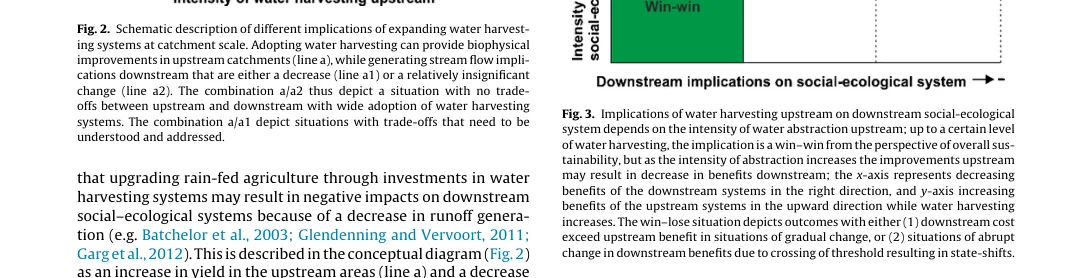 Intensity of water harvesting upstream
Fig. 2. Schematic description of different implications of expanding water harvest-
ing systems at catchment scale. Adopting water harvesting can provide biophysical
improvements in upstream catchments (line a), while generating stream flow impli-
cations downstream that are either a decrease (line a1) or a relatively insignificant
change (line a2). The combination a/a2 thus depict a situation with no trade-
offs between upstream and downstream with wide adoption of water harvesting
systems. The combination a/a1 depict situations with trade-offs that need to be
understood and addressed.
that upgrading rain-fed agriculture through investments in water
harvesting systems may result in negative impacts on downstream
social–ecological systems because of a decrease in runoff genera-
tion (e.g. Batchelor et al., 2003; Glendenning and Vervoort, 2011;
Garg et al., 2012). This is described in the conceptual diagram (Fig. 2)
as an increase in yield in the upstream areas (line a) and a decrease
Intensity
social-ec
Win-win
Downstream implications on social-ecological system
Fig. 3. Implications of water harvesting upstream on downstream social-ecological
system depends on the intensity of water abstraction upstream; up to a certain level
of water harvesting, the implication is a win–win from the perspective of overall sus-
tainability, but as the intensity of abstraction increases the improvements upstream
may result in decrease in benefits downstream; the x-axis represents decreasing
benefits of the downstream systems in the right direction, and y-axis increasing
benefits of the upstream systems in the upward direction while water harvesting
increases. The win–lose situation depicts outcomes with either (1) downstream cost
exceed upstream benefit in situations of gradual change, or (2) situations of abrupt
change in downstream benefits due to crossing of threshold resulting in state-shifts.